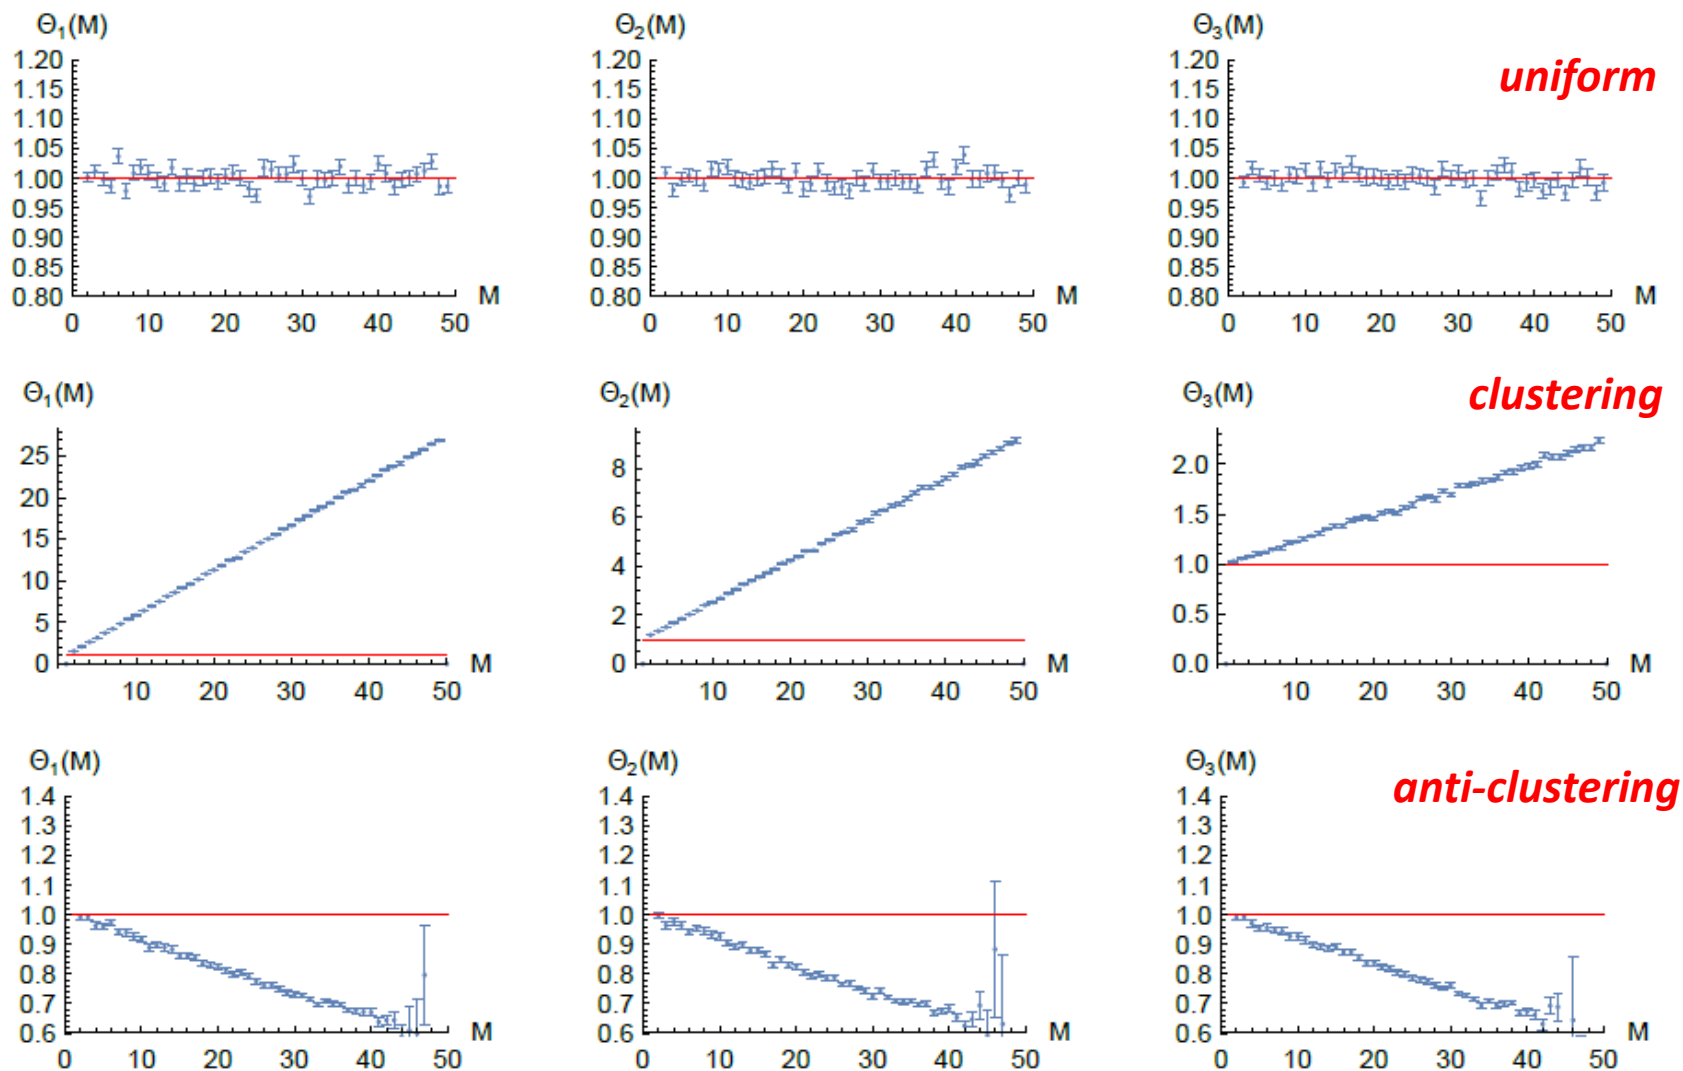 Θ₁(M) Θ₂(M) Θ₃(M)
uniform
1.20 1.20 1.20
1.15 1.15 1.15
1.10 1.10 1.10
1.05 1.05 1.05
1.00 1.00 1.00
0.95 0.95 0.95
0.90 0.90 0.90
0.85 0.85 0.85
0.80 M 0.80 M 0.80 M
0 10 20 30 40 50 0 10 20 30 40 50 0 10 20 30 40 50
Θ₁(M) Θ₂(M) Θ₃(M)
clustering
25
20
15
10
5
0 M
10 20 30 40 50
8
6
4
2
0 M
10 20 30 40 50
2.0
1.5
1.0
0.5
0.0 M
10 20 30 40 50
Θ₁(M) Θ₂(M) Θ₃(M)
anti-clustering
1.4 1.4 1.4
1.3 1.3 1.3
1.2 1.2 1.2
1.1 1.1 1.1
1.0 1.0 1.0
0.9 0.9 0.9
0.8 0.8 0.8
0.7 0.7 0.7
0.6 M 0.6 M 0.6 M
0 10 20 30 40 50 0 10 20 30 40 50 0 10 20 30 40 50